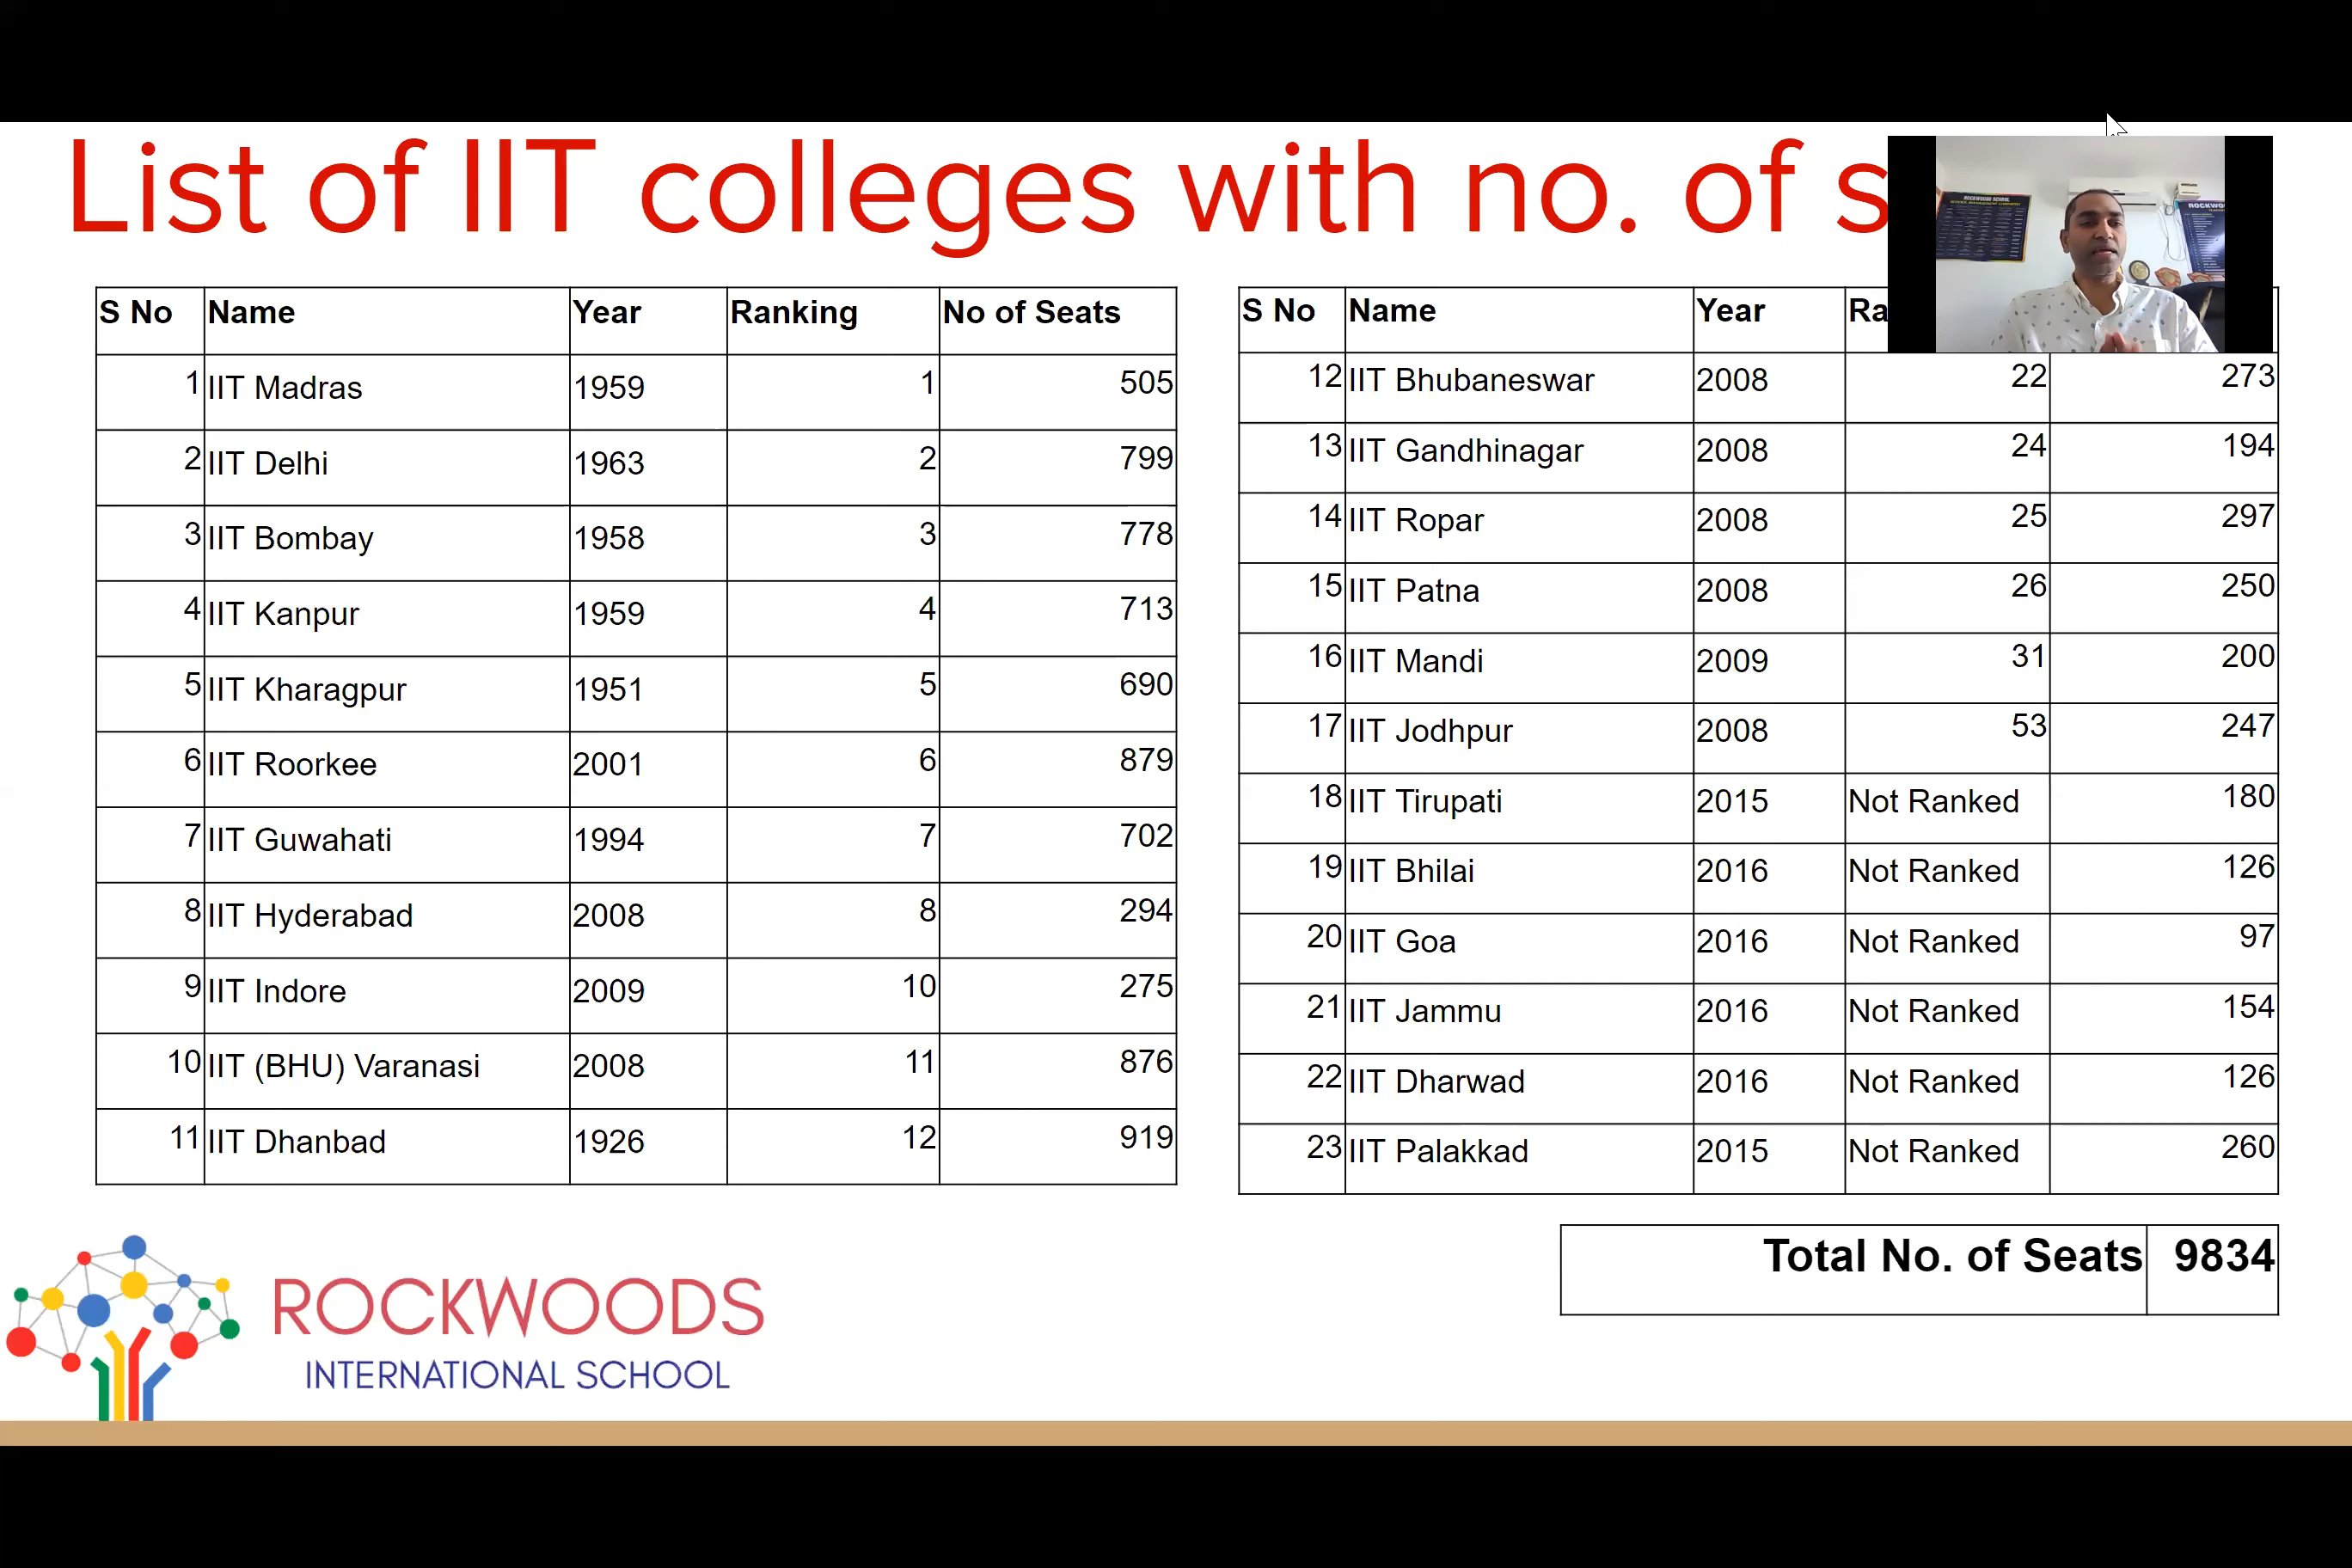 List of IIT colleges with no. of s
S No Name Year Ranking No of Seats
1 IIT Madras 1959 1 505
2 IIT Delhi 1963 2 799
3 IIT Bombay 1958 3 778
4 IIT Kanpur 1959 4 713
5 IIT Kharagpur 1951 5 690
6 IIT Roorkee 2001 6 879
7 IIT Guwahati 1994 7 702
8 IIT Hyderabad 2008 8 294
9 IIT Indore 2009 10 275
10 IIT (BHU) Varanasi 2008 11 876
11 IIT Dhanbad 1926 12 919
S No Name Year Ra
12 IIT Bhubaneswar 2008 22 273
13 IIT Gandhinagar 2008 24 194
14 IIT Ropar 2008 25 297
15 IIT Patna 2008 26 250
16 IIT Mandi 2009 31 200
17 IIT Jodhpur 2008 53 247
18 IIT Tirupati 2015 Not Ranked 180
19 IIT Bhilai 2016 Not Ranked 126
20 IIT Goa 2016 Not Ranked 97
21 IIT Jammu 2016 Not Ranked 154
22 IIT Dharwad 2016 Not Ranked 126
23 IIT Palakkad 2015 Not Ranked 260
Total No. of Seats 9834
ROCKWOODS
INTERNATIONAL SCHOOL
ROCKWOOD SCHOOL